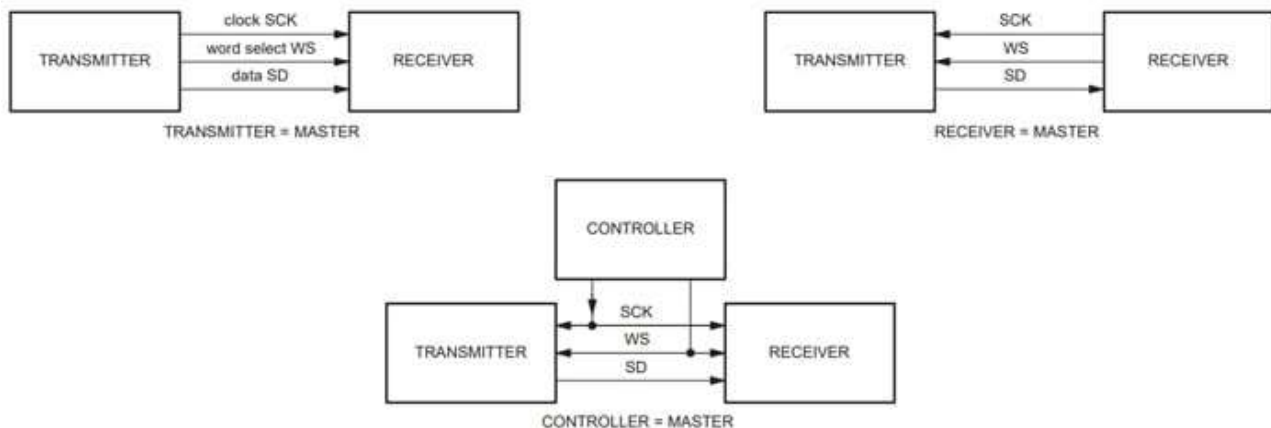 TRANSMITTER
clock SCK
word select WS
data SD
RECEIVER
TRANSMITTER = MASTER
TRANSMITTER
SCK
WS
SD
RECEIVER
RECEIVER = MASTER
CONTROLLER
TRANSMITTER
SCK
WS
SD
RECEIVER
CONTROLLER = MASTER